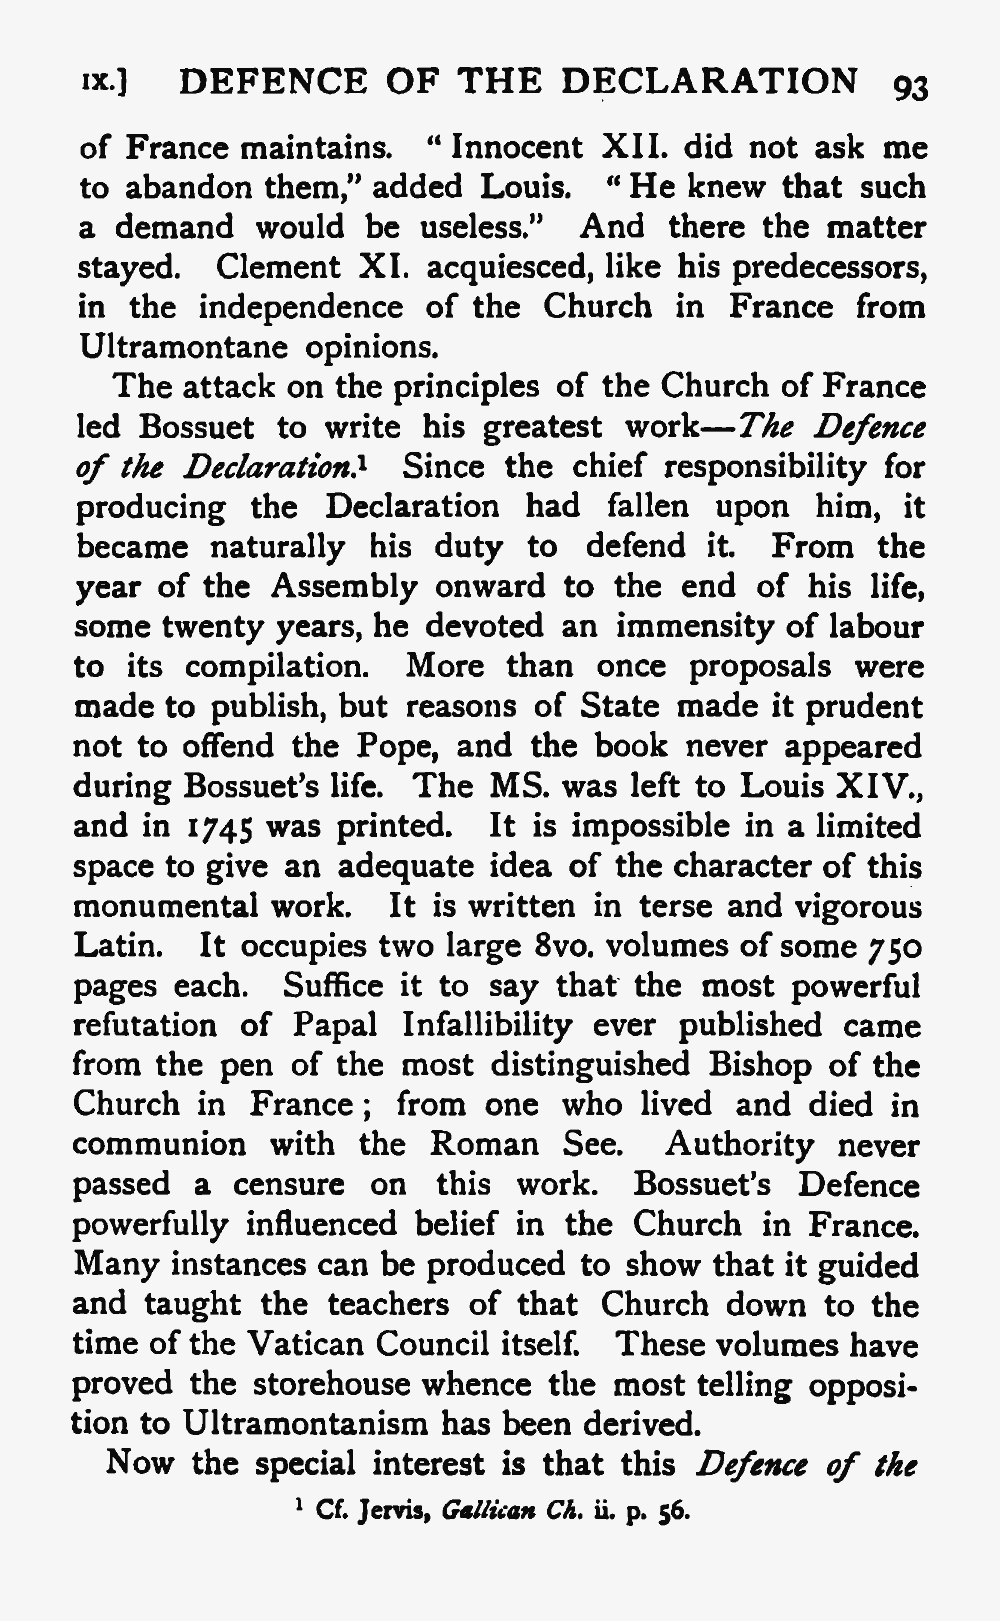 IX.] DEFENCE OF THE DECLARATION 93
of France maintains. “ Innocent XII. did not ask me
to abandon them,” added Louis. “ He knew that such
a demand would be useless.” And there the matter
stayed. Clement XI. acquiesced, like his predecessors,
in the independence of the Church in France from
Ultramontane opinions.
The attack on the principles of the Church of France
led Bossuet to write his greatest work—The Defence
of the Declaration.¹ Since the chief responsibility for
producing the Declaration had fallen upon him, it
became naturally his duty to defend it. From the
year of the Assembly onward to the end of his life,
some twenty years, he devoted an immensity of labour
to its compilation. More than once proposals were
made to publish, but reasons of State made it prudent
not to offend the Pope, and the book never appeared
during Bossuet’s life. The MS. was left to Louis XIV.,
and in 1745 was printed. It is impossible in a limited
space to give an adequate idea of the character of this
monumental work. It is written in terse and vigorous
Latin. It occupies two large 8vo. volumes of some 750
pages each. Suffice it to say that the most powerful
refutation of Papal Infallibility ever published came
from the pen of the most distinguished Bishop of the
Church in France ; from one who lived and died in
communion with the Roman See. Authority never
passed a censure on this work. Bossuet’s Defence
powerfully influenced belief in the Church in France.
Many instances can be produced to show that it guided
and taught the teachers of that Church down to the
time of the Vatican Council itself. These volumes have
proved the storehouse whence the most telling opposi-
tion to Ultramontanism has been derived.
Now the special interest is that this Defence of the
¹ Cf. Jervis, Gallican Ch. ii. p. 56.